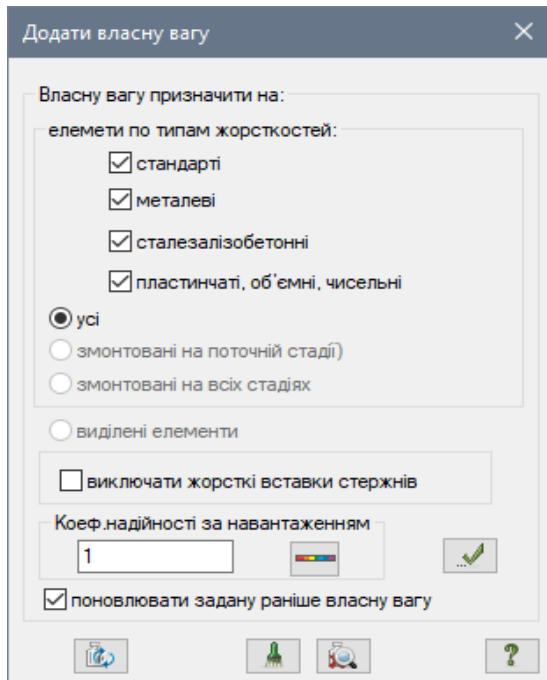 Додати власну вагу
Власну вагу призначити на:
елемети по типам жорсткостей:
стандарті
металеві
сталезалізобетонні
пластинчаті, об'ємні, чисельні
усі
змонтовані на поточній стадії)
змонтовані на всіх стадіях
виділені елементи
виключати жорсткі вставки стержнів
Коеф.надійності за навантаженням
1
поновлювати задану раніше власну вагу
?